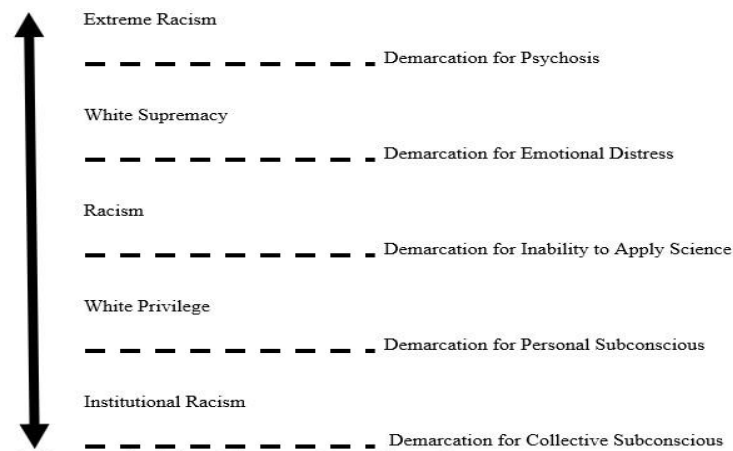 Extreme Racism
Demarcation for Psychosis
White Supremacy
Demarcation for Emotional Distress
Racism
Demarcation for Inability to Apply Science
White Privilege
Demarcation for Personal Subconscious
Institutional Racism
Demarcation for Collective Subconscious